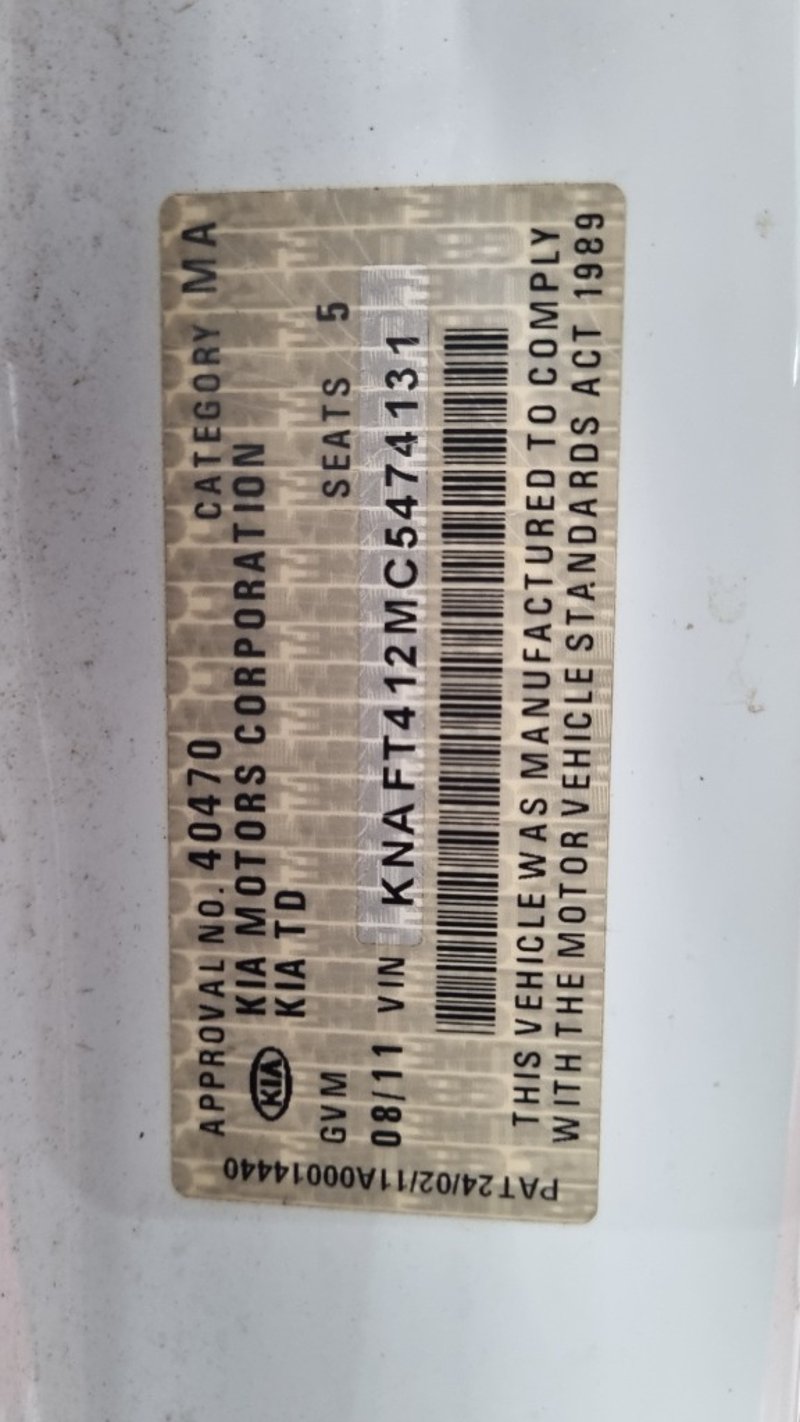 APPROVAL NO. 40470 CATEGORY MA
KIA KIA MOTORS CORPORATION
KIA TD
GVM SEATS 5
08/11 VIN KNAFT412MC5474131
THIS VEHICLE WAS MANUFACTURED TO COMPLY
WITH THE MOTOR VEHICLE STANDARDS ACT 1989
PAT24/02/11A00014440